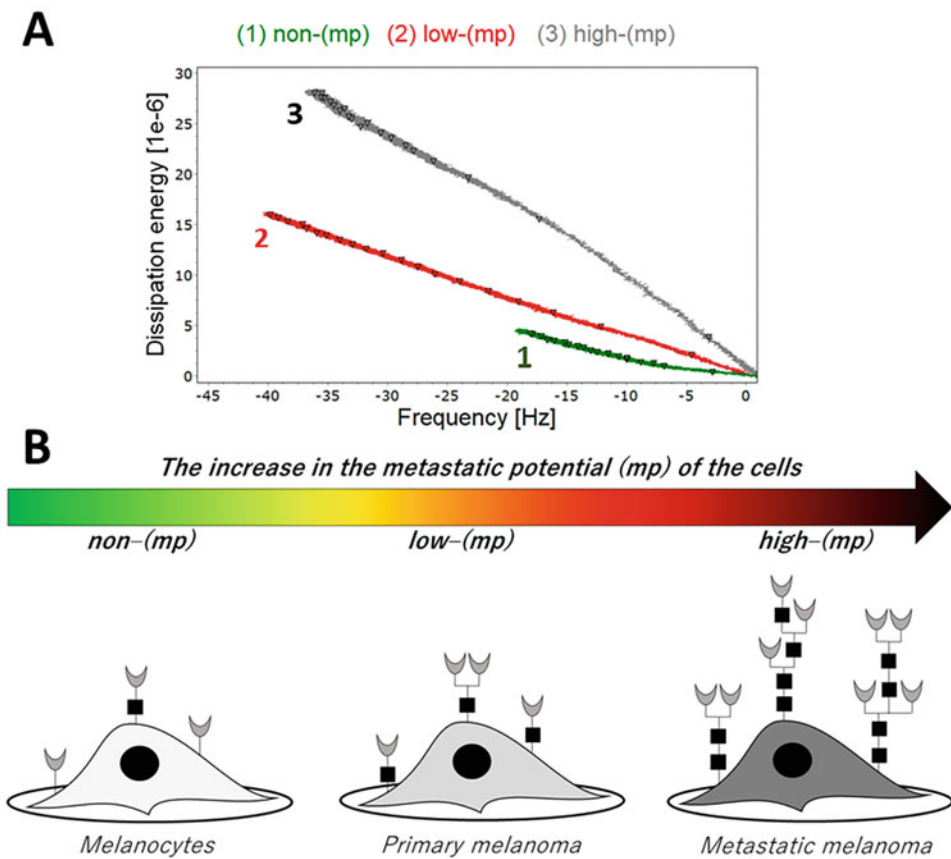 A
(1) non-(mp) (2) low-(mp) (3) high-(mp)
Dissipation energy [1e-6]
30
25
20
15
10
5
0
3
2
1
-45 -40 -35 -30 -25 -20 -15 -10 -5 0
Frequency [Hz]
B
The increase in the metastatic potential (mp) of the cells
non–(mp) low–(mp) high–(mp)
Melanocytes Primary melanoma Metastatic melanoma